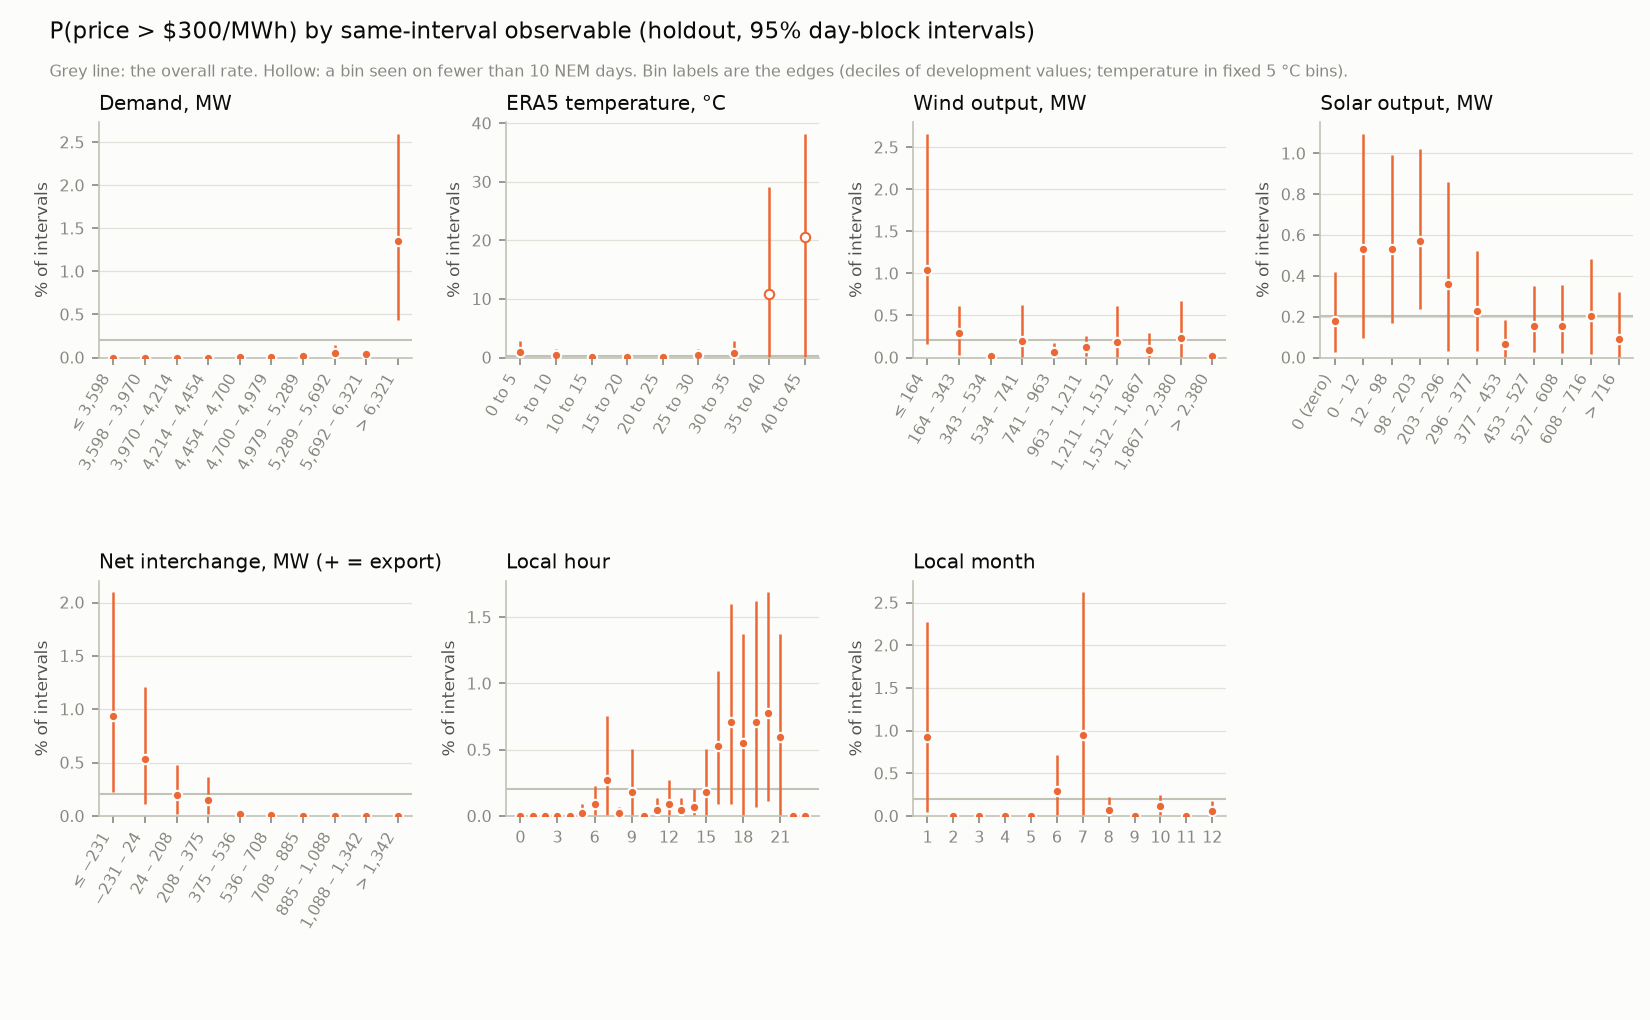 P(price > $300/MWh) by same-interval observable (holdout, 95% day-block intervals)
Grey line: the overall rate. Hollow: a bin seen on fewer than 10 NEM days. Bin labels are the edges (deciles of development values; temperature in fixed 5 °C bins).
Demand, MW
% of intervals
2.5
2.0
1.5
1.0
0.5
0.0
≤ 3,598
3,598 – 3,970
3,970 – 4,214
4,214 – 4,454
4,454 – 4,700
4,700 – 4,979
4,979 – 5,289
5,289 – 5,692
5,692 – 6,321
> 6,321
ERA5 temperature, °C
% of intervals
40
30
20
10
0
0 to 5
5 to 10
10 to 15
15 to 20
20 to 25
25 to 30
30 to 35
35 to 40
40 to 45
Wind output, MW
% of intervals
2.5
2.0
1.5
1.0
0.5
0.0
≤ 164
164 – 343
343 – 534
534 – 741
741 – 963
963 – 1,211
1,211 – 1,512
1,512 – 1,867
1,867 – 2,380
> 2,380
Solar output, MW
% of intervals
1.0
0.8
0.6
0.4
0.2
0.0
0 (zero)
0 – 12
12 – 98
98 – 203
203 – 296
296 – 377
377 – 453
453 – 527
527 – 608
608 – 716
> 716
Net interchange, MW (+ = export)
% of intervals
2.0
1.5
1.0
0.5
0.0
≤ −231
−231 – 24
24 – 208
208 – 375
375 – 536
536 – 708
708 – 885
885 – 1,088
1,088 – 1,342
> 1,342
Local hour
% of intervals
1.5
1.0
0.5
0.0
0 3 6 9 12 15 18 21
Local month
% of intervals
2.5
2.0
1.5
1.0
0.5
0.0
1 2 3 4 5 6 7 8 9 10 11 12